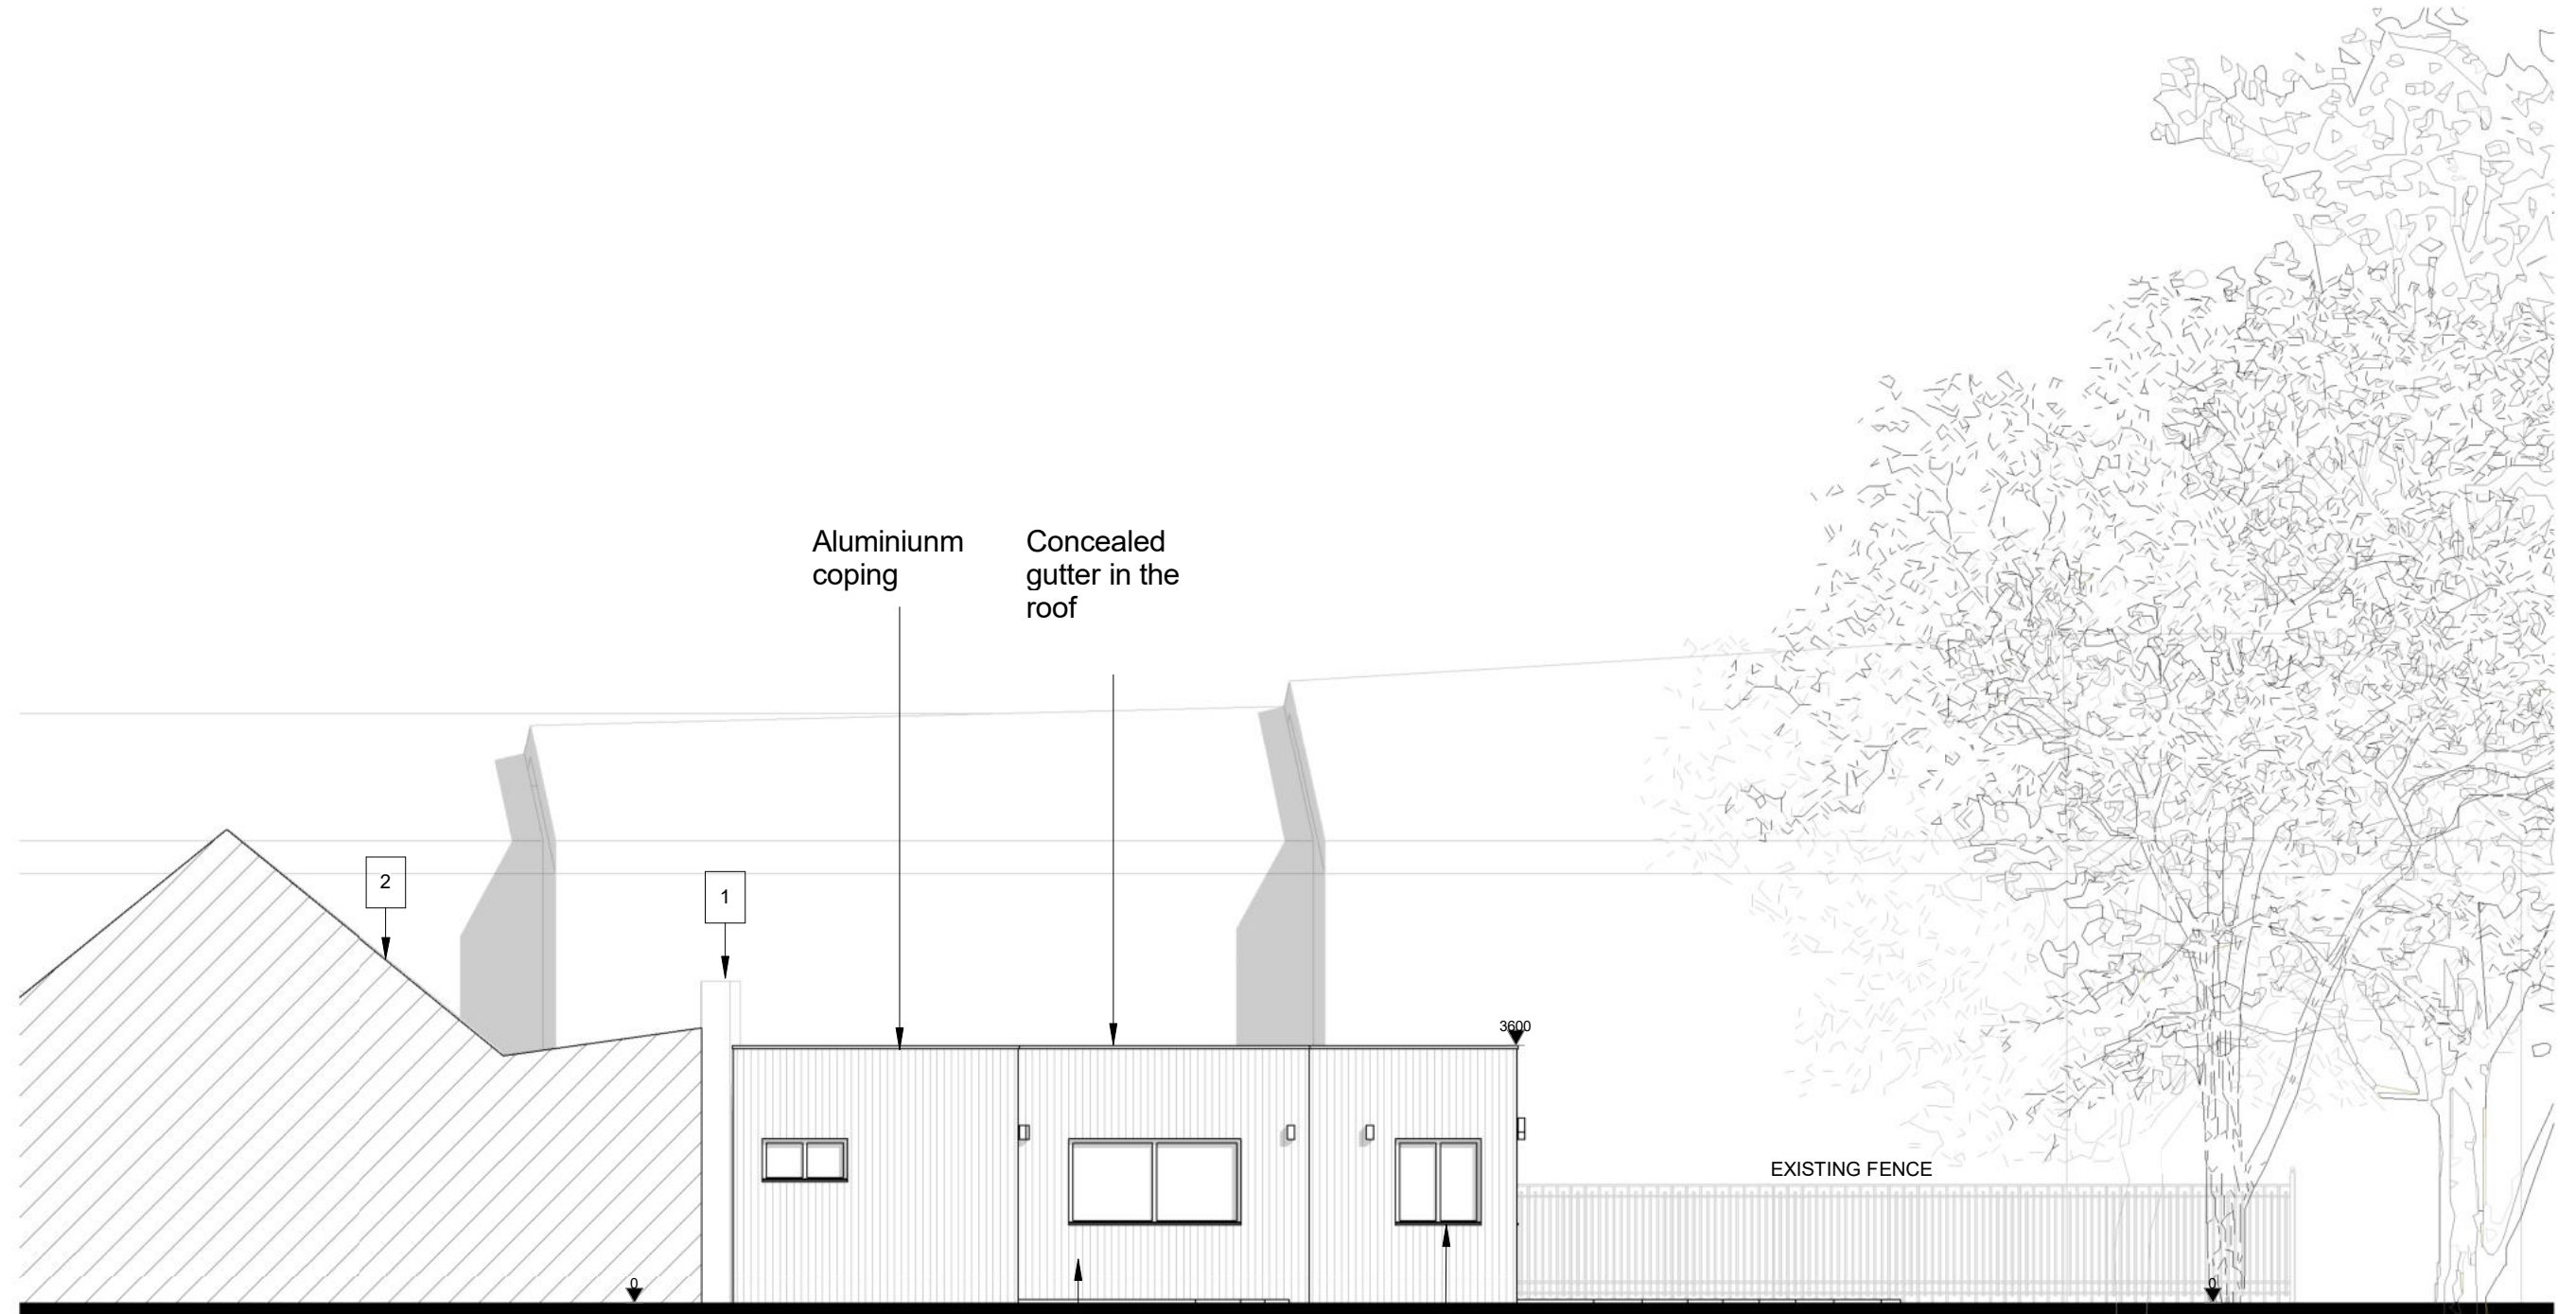 Aluminiunm
coping
Concealed
gutter in the
roof
2
1
3600
EXISTING FENCE
0
0